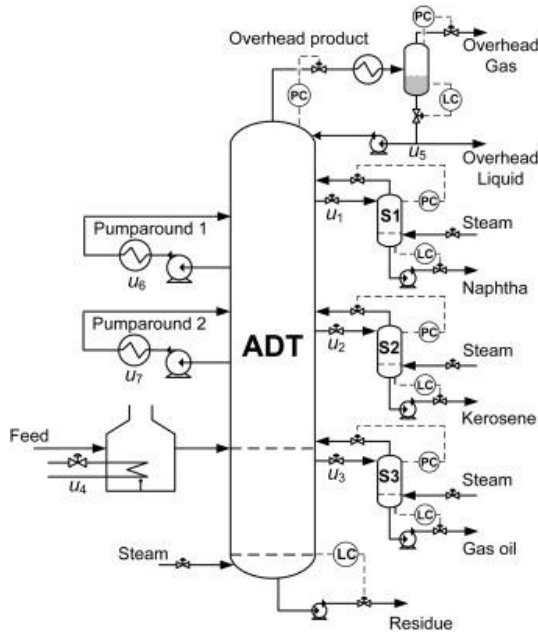 PC
Overhead product
Overhead
Gas
PC
LC
u5
Overhead
Liquid
u1
S1
PC
Steam
Pumparound 1
LC
u6
Naphtha
Pumparound 2
ADT
u2
S2
PC
Steam
u7
LC
Kerosene
Feed
u3
S3
PC
Steam
u4
LC
Gas oil
Steam
LC
Residue